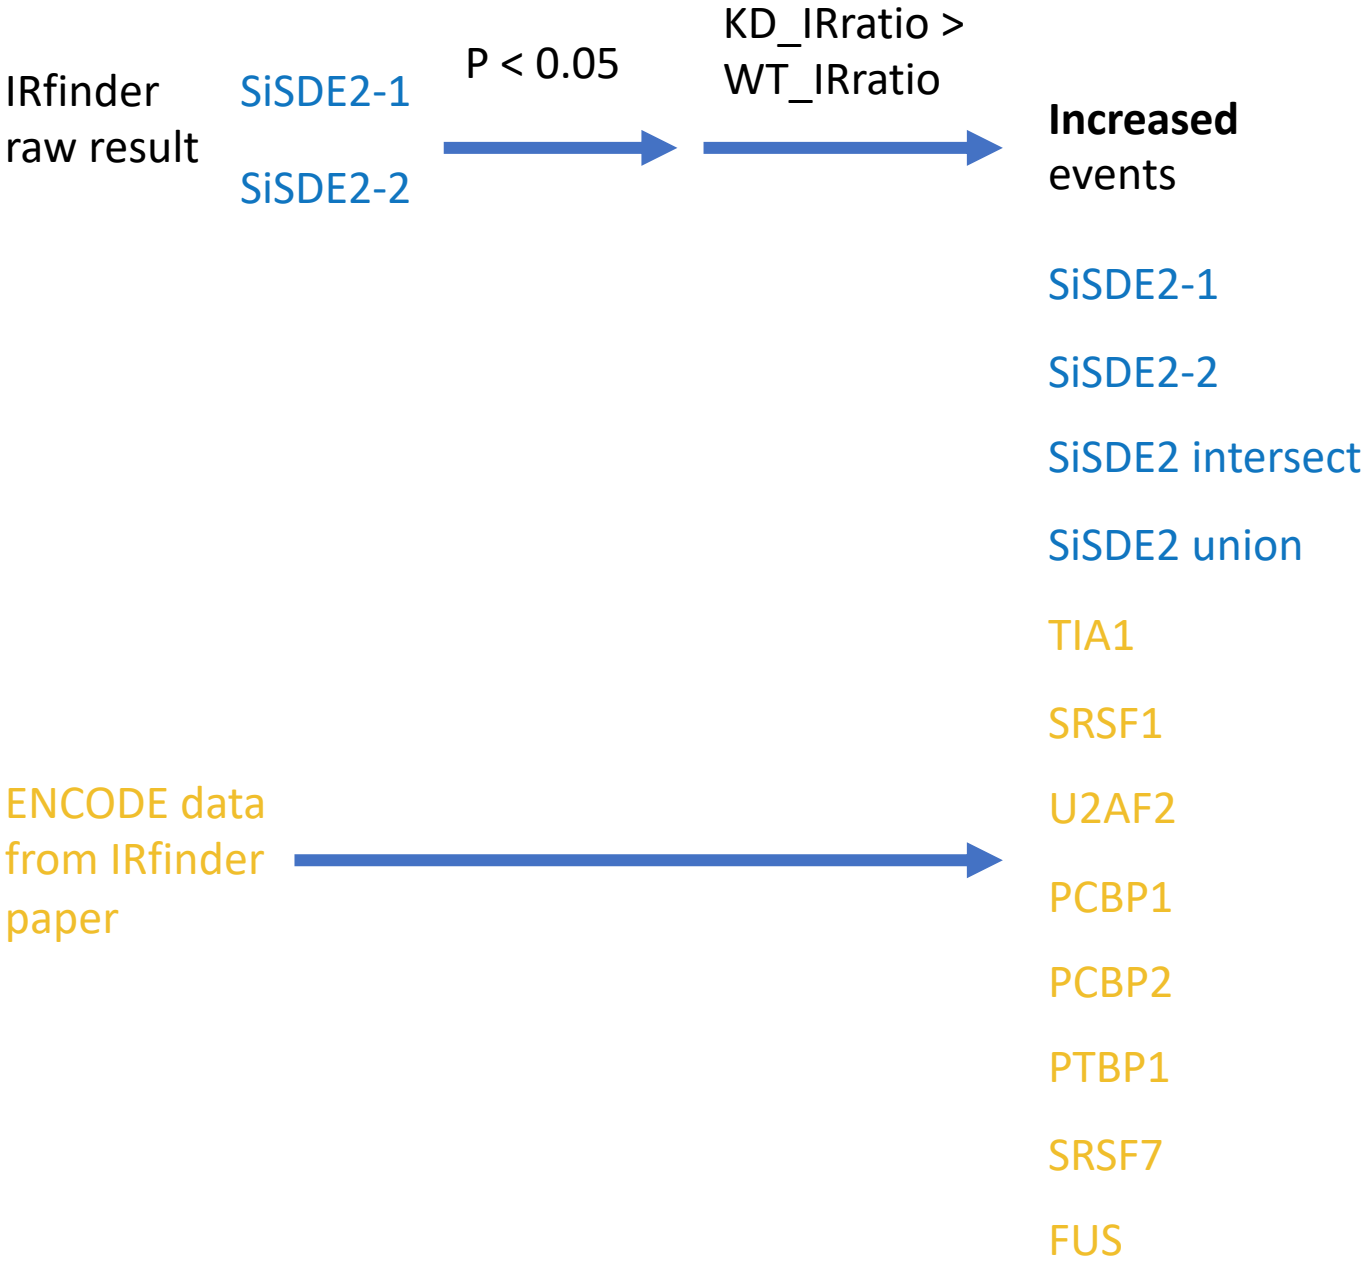 IRfinder
raw result
SiSDE2-1
SiSDE2-2
P < 0.05
KD_IRratio >
WT_IRratio
Increased
events
SiSDE2-1
SiSDE2-2
SiSDE2 intersect
SiSDE2 union
TIA1
SRSF1
U2AF2
PCBP1
PCBP2
PTBP1
SRSF7
FUS
ENCODE data
from IRfinder
paper